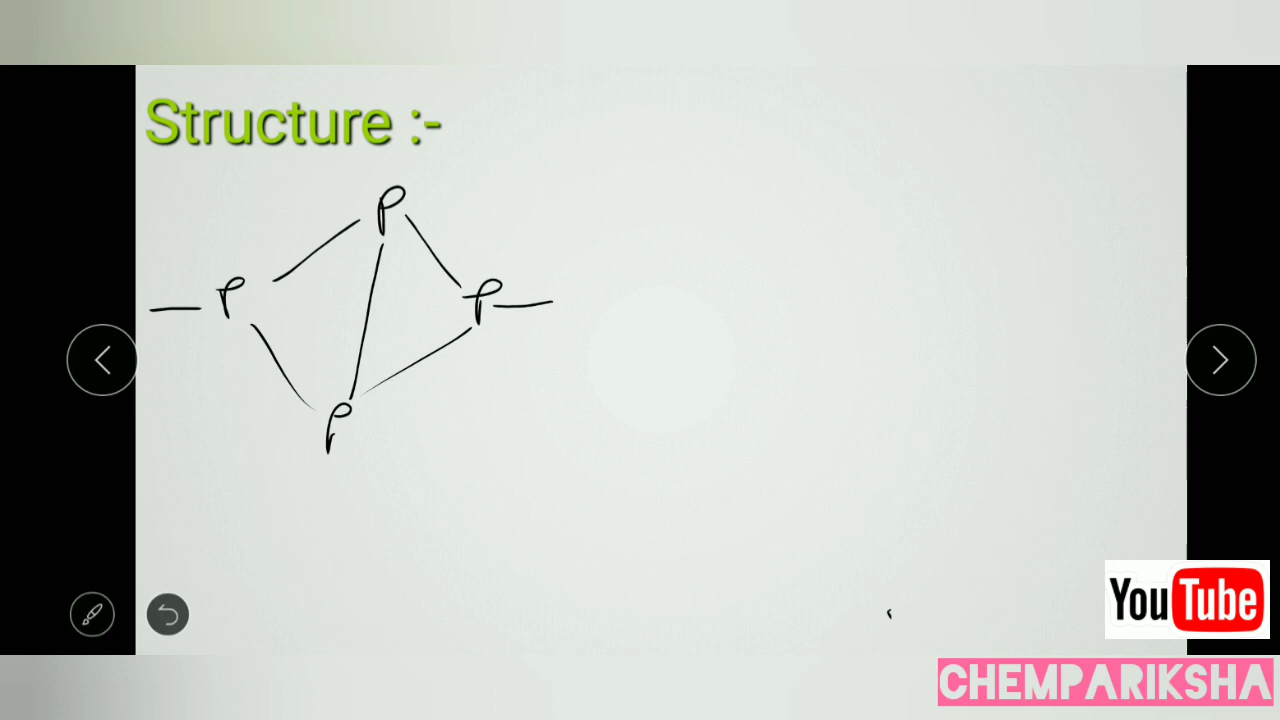 Structure :-
P
P P
P
YouTube
CHEMPARIKSHA